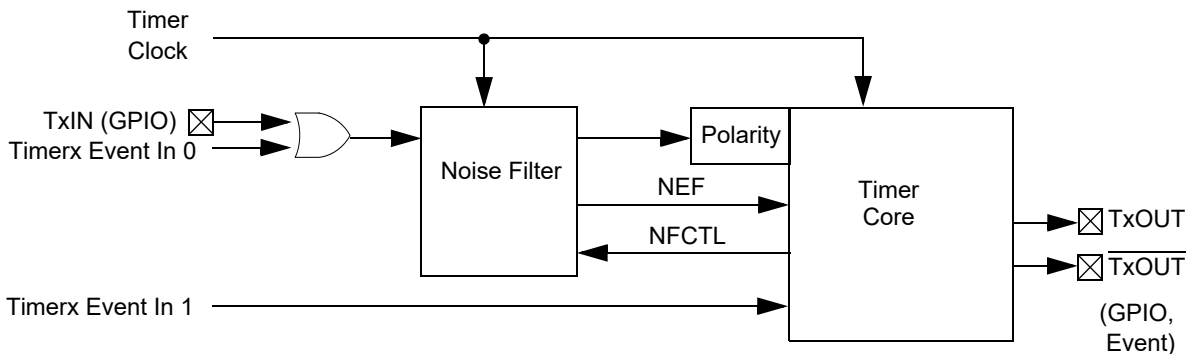 Timer
Clock
TxIN (GPIO)
Timerx Event In 0
Noise Filter
Polarity
NEF
NFCTL
Timer
Core
TxOUT
TxOUT
(GPIO,
Event)
Timerx Event In 1